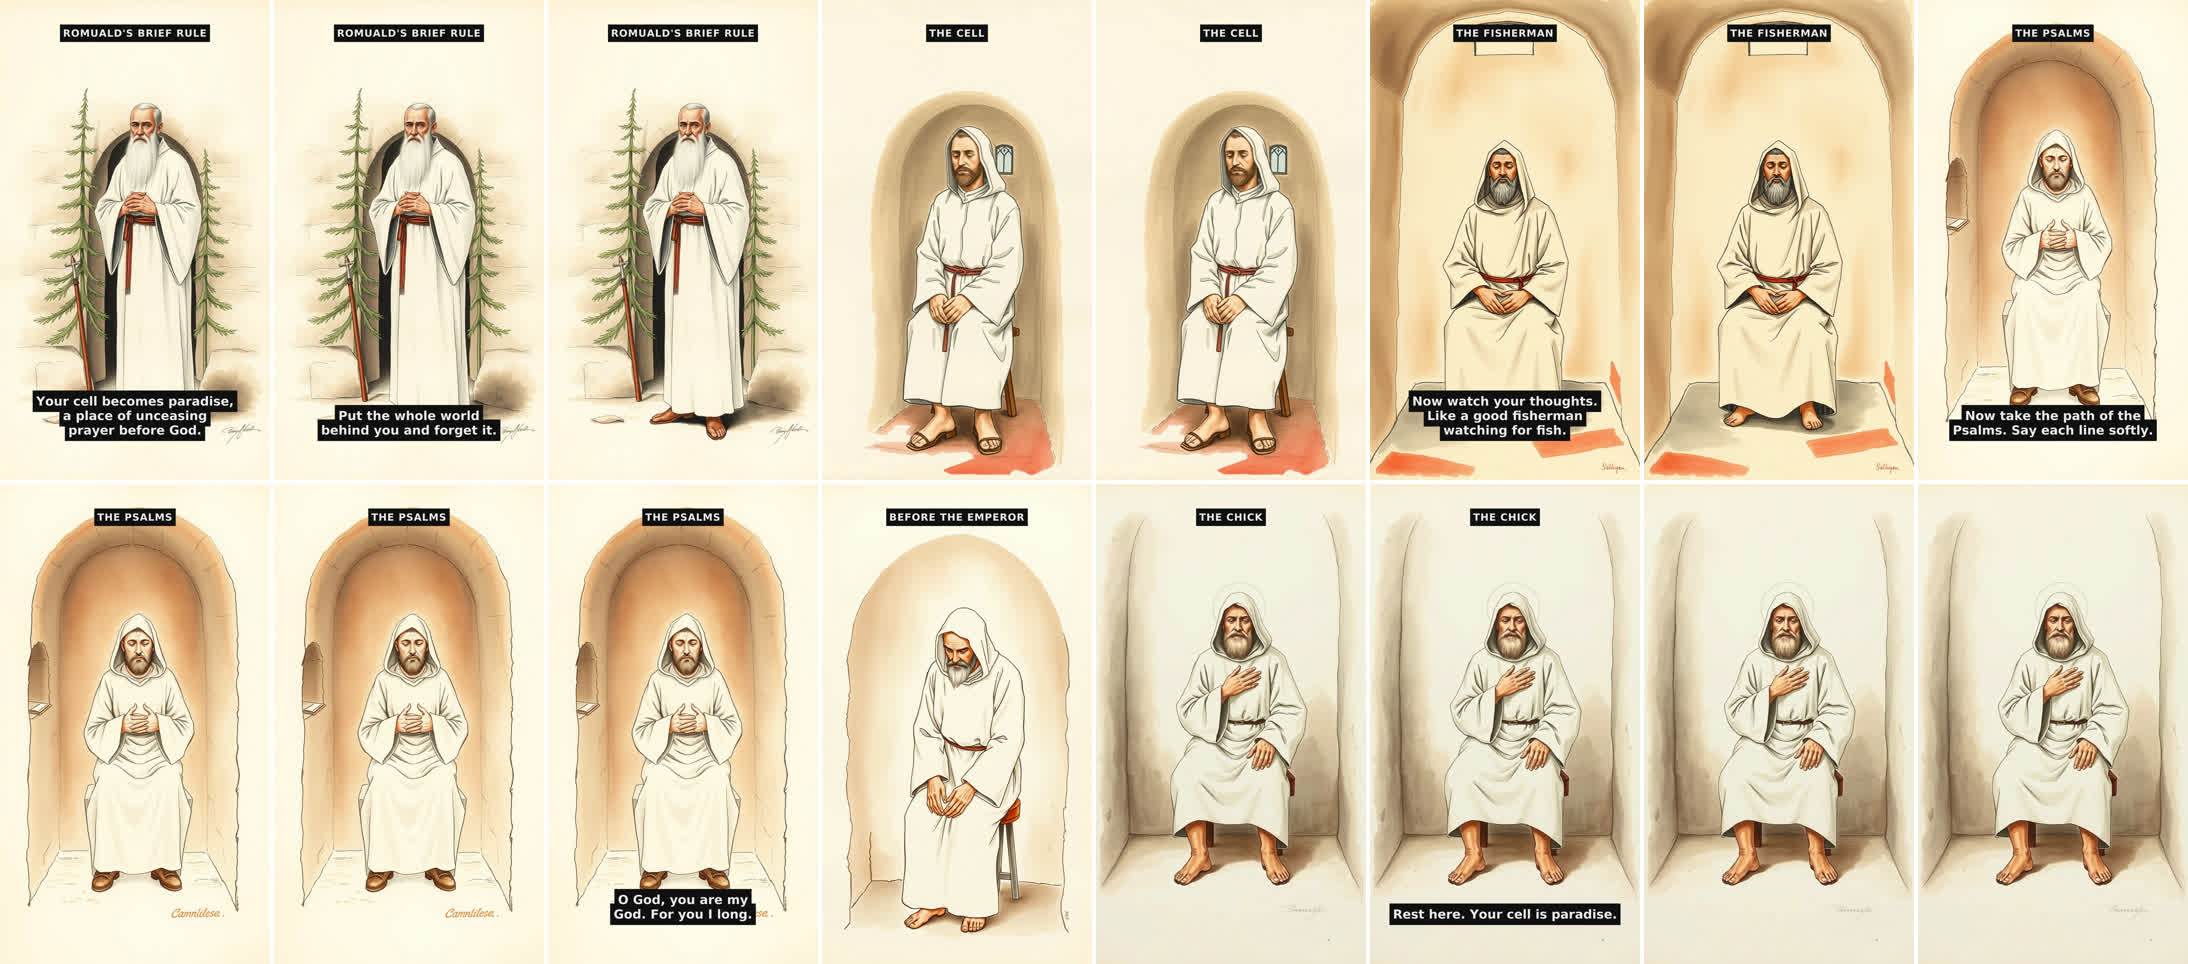 ROMUALD'S BRIEF RULE
Your cell becomes paradise,
a place of unceasing
prayer before God.
ROMUALD'S BRIEF RULE
Put the whole world
behind you and forget it.
ROMUALD'S BRIEF RULE
THE CELL
THE CELL
THE FISHERMAN
Now watch your thoughts.
Like a good fisherman
watching for fish.
THE FISHERMAN
THE PSALMS
Now take the path of the
Psalms. Say each line softly.
THE PSALMS
THE PSALMS
THE PSALMS
O God, you are my
God. For you I long.
BEFORE THE EMPEROR
THE CHICK
THE CHICK
Rest here. Your cell is paradise.